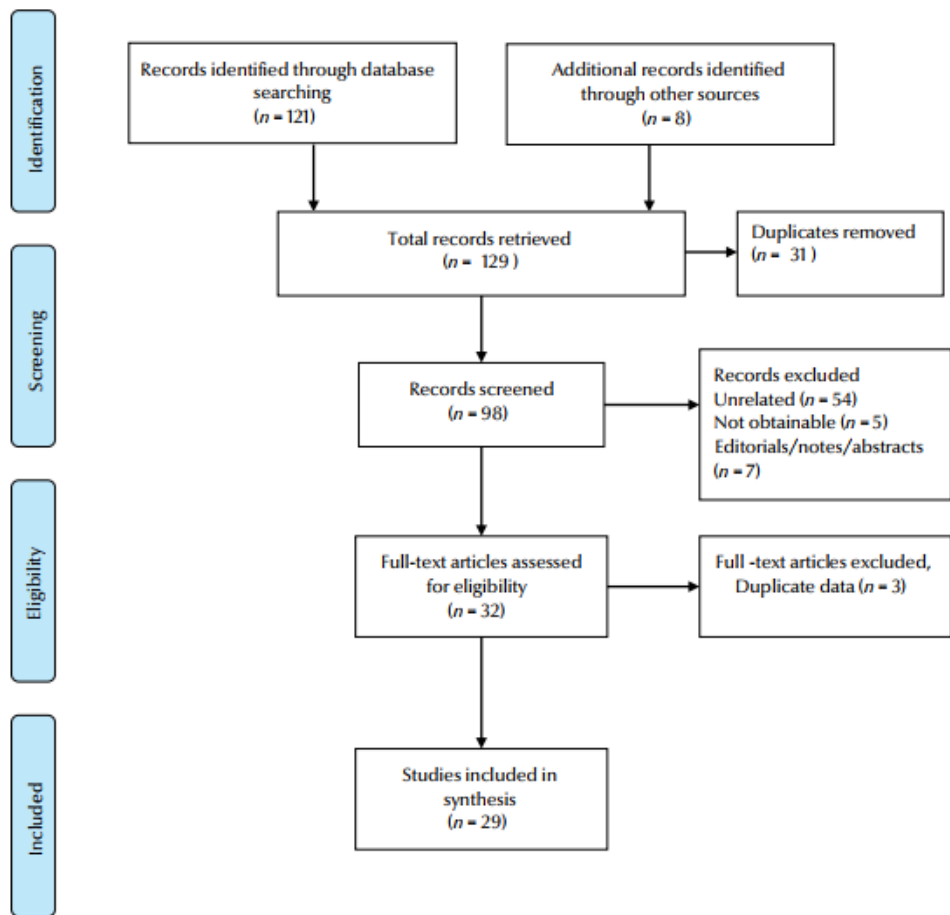 Identification
Records identified through database
searching
(n = 121)
Additional records identified
through other sources
(n = 8)
Total records retrieved
(n = 129 )
Duplicates removed
(n = 31 )
Screening
Records screened
(n = 98)
Records excluded
Unrelated (n = 54)
Not obtainable (n = 5)
Editorials/notes/abstracts
(n = 7)
Eligibility
Full-text articles assessed
for eligibility
(n = 32)
Full -text articles excluded,
Duplicate data (n = 3)
Included
Studies included in
synthesis
(n = 29)